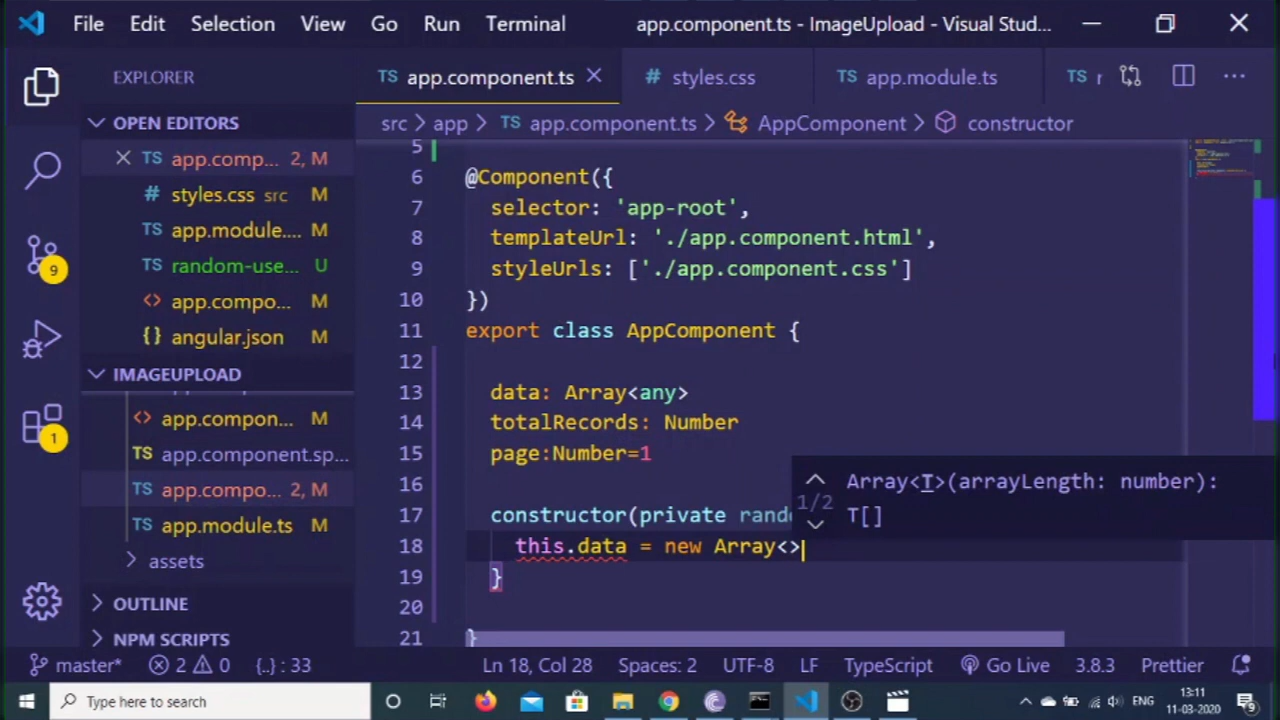 File Edit Selection View Go Run Terminal app.component.ts - ImageUpload - Visual Stud...
EXPLORER
TS app.component.ts
# styles.css
TS app.module.ts
TS r
OPEN EDITORS
TS app.comp... 2, M
# styles.css src M
TS app.module.... M
TS random-use... U
<> app.compo... M
{} angular.json M
IMAGEUPLOAD
<> app.compon... M
TS app.component.sp...
TS app.compo... 2, M
TS app.module.ts M
assets
OUTLINE
NPM SCRIPTS
9
1
src > app > TS app.component.ts > AppComponent > constructor
5
6 @Component({
7 selector: 'app-root',
8 templateUrl: './app.component.html',
9 styleUrls: ['./app.component.css']
10 })
11 export class AppComponent {
12
13 data: Array<any>
14 totalRecords: Number
15 page:Number=1
16
17 constructor(private rand
18 this.data = new Array<>
19 }
20
21 }
1/2
Array<T>(arrayLength: number):
T[]
master* 2 0 {..} : 33 Ln 18, Col 28 Spaces: 2 UTF-8 LF TypeScript Go Live 3.8.3 Prettier
Type here to search
ENG
13:11
11-03-2020
9